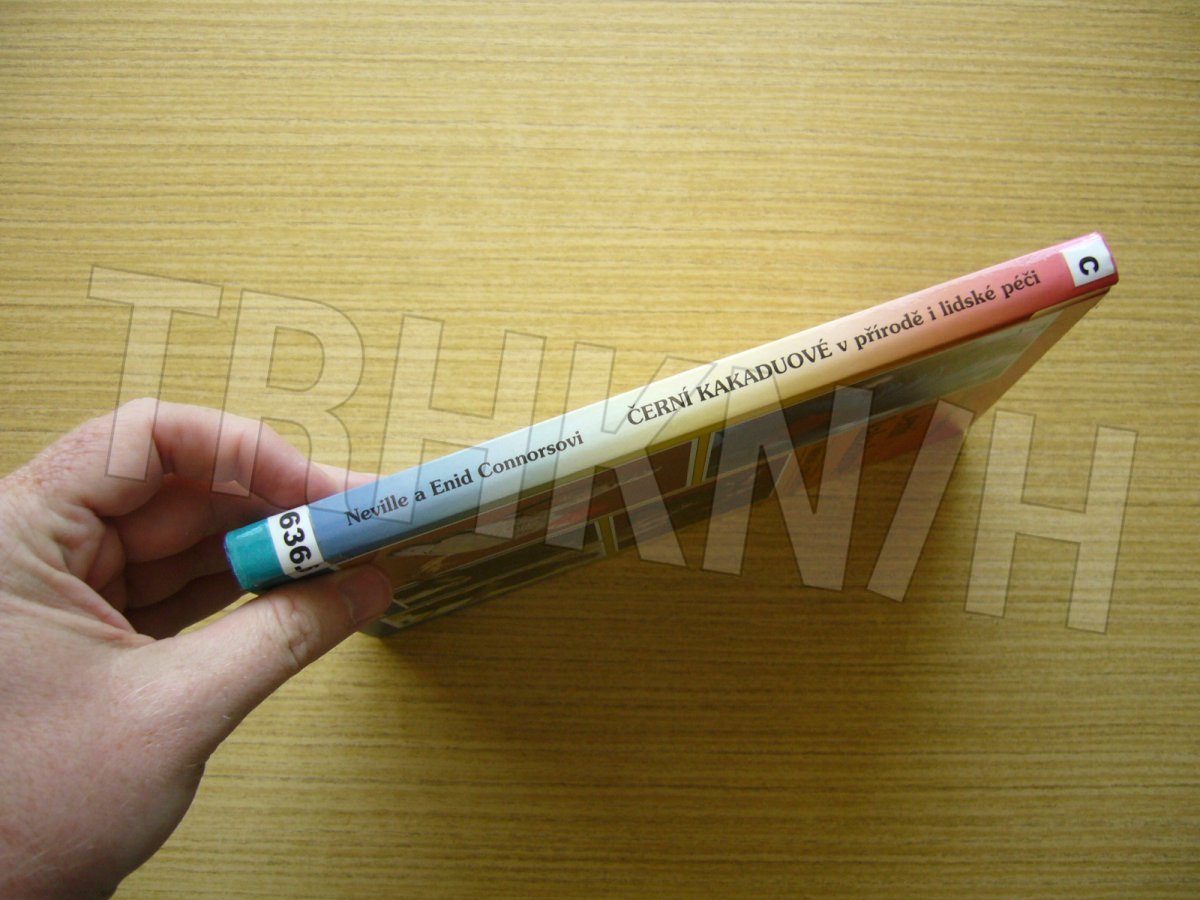 636.
Neville a Enid Connorsovi ČERNÍ KAKADUOVÉ v přírodě i lidské péči
C
TRHKNIH